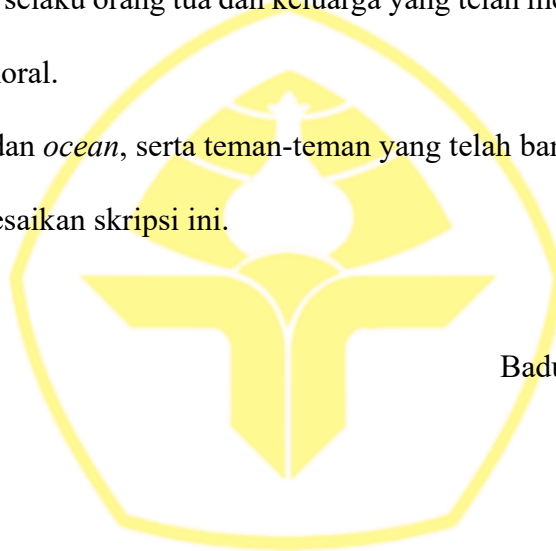 selaku orang tua dan keluarga yang telah
oral.
dan ocean, serta teman-teman yang telah
esaikan skripsi ini.
Badu